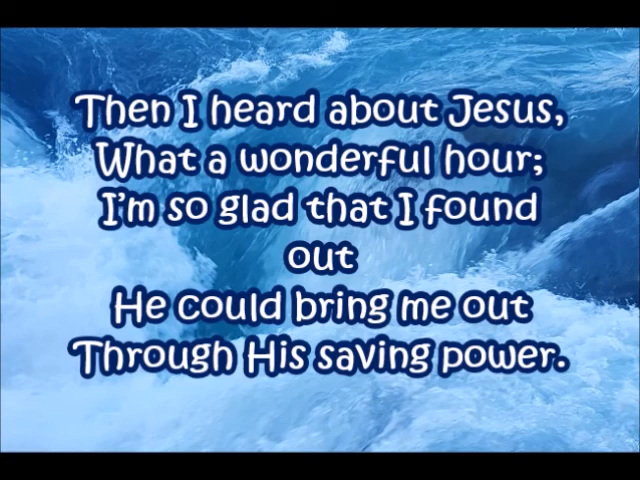 Then I heard about Jesus,
What a wonderful hour;
I'm so glad that I found
out
He could bring me out
Through His saving power.